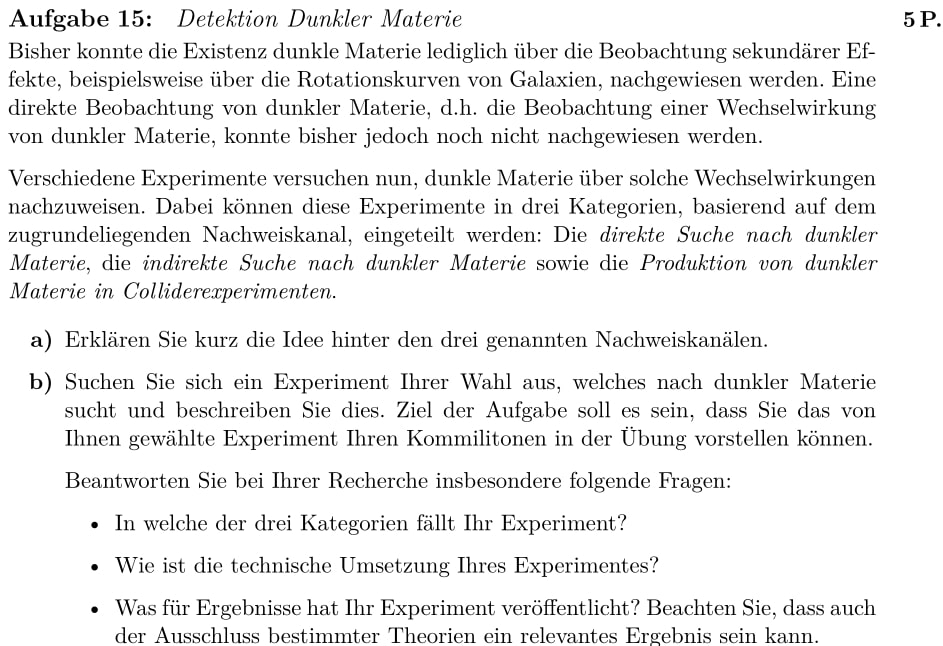 Aufgabe 15: Detektion Dunkler Materie 5 P.
Bisher konnte die Existenz dunkle Materie lediglich über die Beobachtung sekundärer Ef-
fekte, beispielsweise über die Rotationskurven von Galaxien, nachgewiesen werden. Eine
direkte Beobachtung von dunkler Materie, d.h. die Beobachtung einer Wechselwirkung
von dunkler Materie, konnte bisher jedoch noch nicht nachgewiesen werden.
Verschiedene Experimente versuchen nun, dunkle Materie über solche Wechselwirkungen
nachzuweisen. Dabei können diese Experimente in drei Kategorien, basierend auf dem
zugrundeliegenden Nachweiskanal, eingeteilt werden: Die direkte Suche nach dunkler
Materie, die indirekte Suche nach dunkler Materie sowie die Produktion von dunkler
Materie in Colliderexperimenten.
a) Erklären Sie kurz die Idee hinter den drei genannten Nachweiskanälen.
b) Suchen Sie sich ein Experiment Ihrer Wahl aus, welches nach dunkler Materie
sucht und beschreiben Sie dies. Ziel der Aufgabe soll es sein, dass Sie das von
Ihnen gewählte Experiment Ihren Kommilitonen in der Übung vorstellen können.
Beantworten Sie bei Ihrer Recherche insbesondere folgende Fragen:
• In welche der drei Kategorien fällt Ihr Experiment?
• Wie ist die technische Umsetzung Ihres Experimentes?
• Was für Ergebnisse hat Ihr Experiment veröffentlicht? Beachten Sie, dass auch
der Ausschluss bestimmter Theorien ein relevantes Ergebnis sein kann.